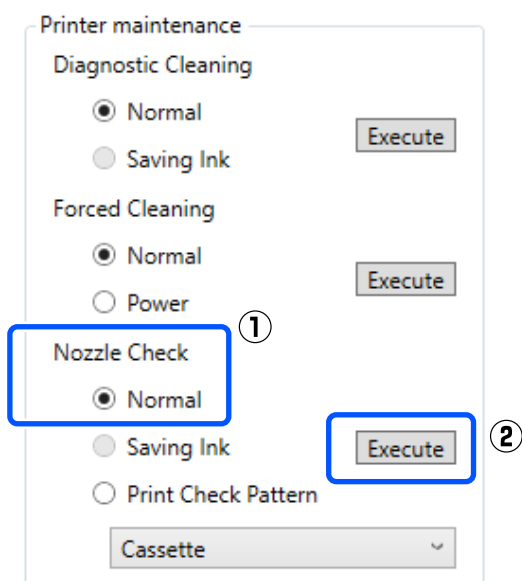 Printer maintenance
Diagnostic Cleaning
Normal
Execute
Saving Ink
Forced Cleaning
Normal
Execute
Power
①
Nozzle Check
Normal
Saving Ink
Execute
②
Print Check Pattern
Cassette